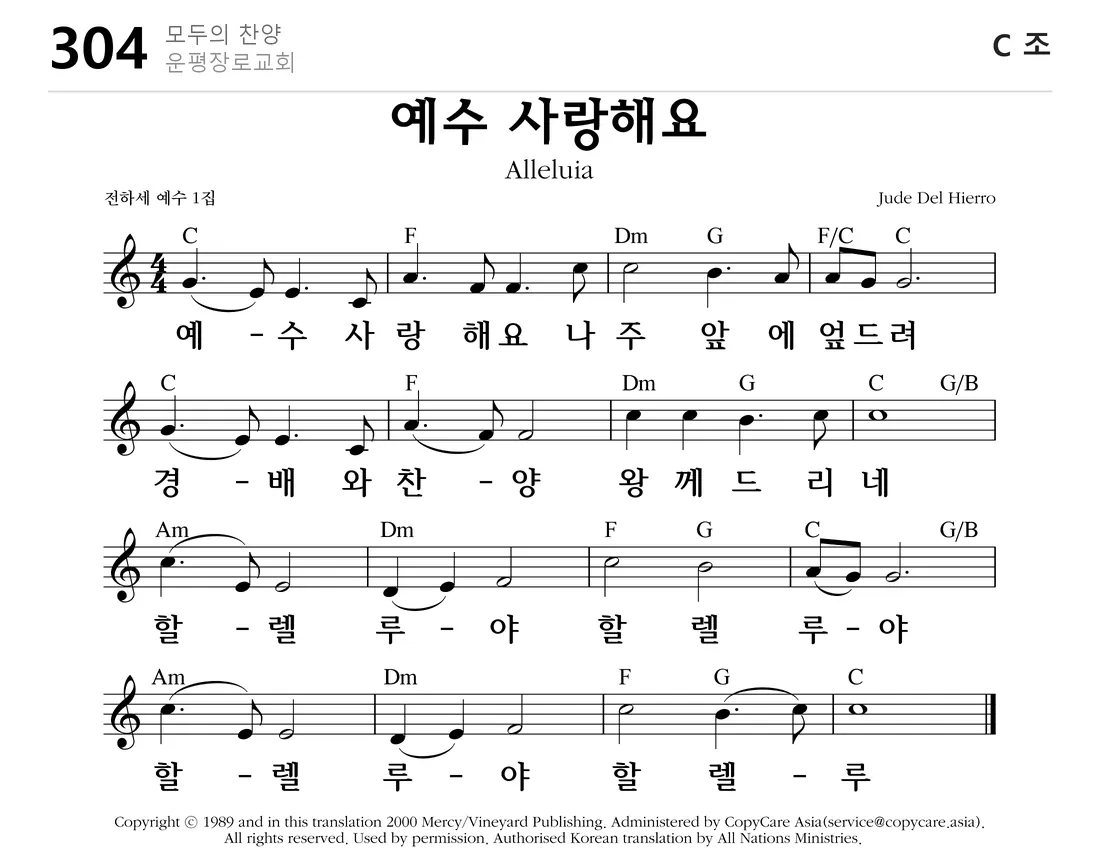 304 모두의 찬양
운평장로교회
C 조
예수 사랑해요
Alleluia
전하세 예수 1집
Jude Del Hierro
C F Dm G F/C C
4
4
예 - 수 사 랑 해 요 나 주 앞 에 엎 드 려
C F Dm G C G/B
경 - 배 와 찬 - 양 왕 께 드 리 네
Am Dm F G C G/B
할 - 렐 루 - 야 할 렐 루 - 야
Am Dm F G C
할 - 렐 루 - 야 할 렐 - 루
Copyright ⓒ 1989 and in this translation 2000 Mercy/Vineyard Publishing. Administered by CopyCare Asia(service@copycare.asia).
All rights reserved. Used by permission. Authorised Korean translation by All Nations Ministries.